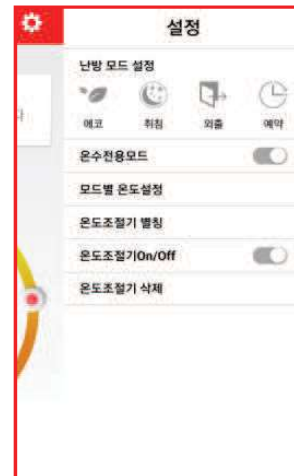 설정
난방 모드 설정
에코 취침 외출 예약
온수전용모드
모드별 온도설정
온도조절기 별칭
온도조절기On/Off
온도조절기 삭제